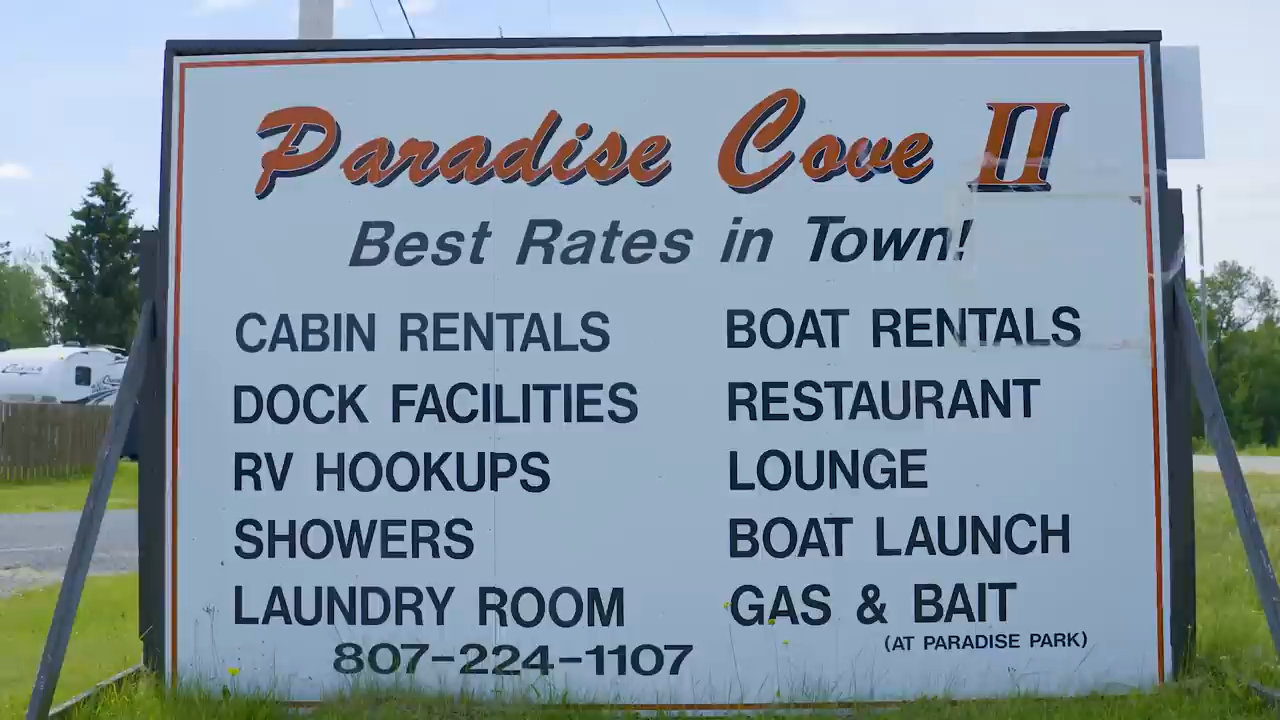 Paradise Cove II
Best Rates in Town!
CABIN RENTALS
DOCK FACILITIES
RV HOOKUPS
SHOWERS
LAUNDRY ROOM
807-224-1107
BOAT RENTALS
RESTAURANT
LOUNGE
BOAT LAUNCH
GAS & BAIT
(AT PARADISE PARK)